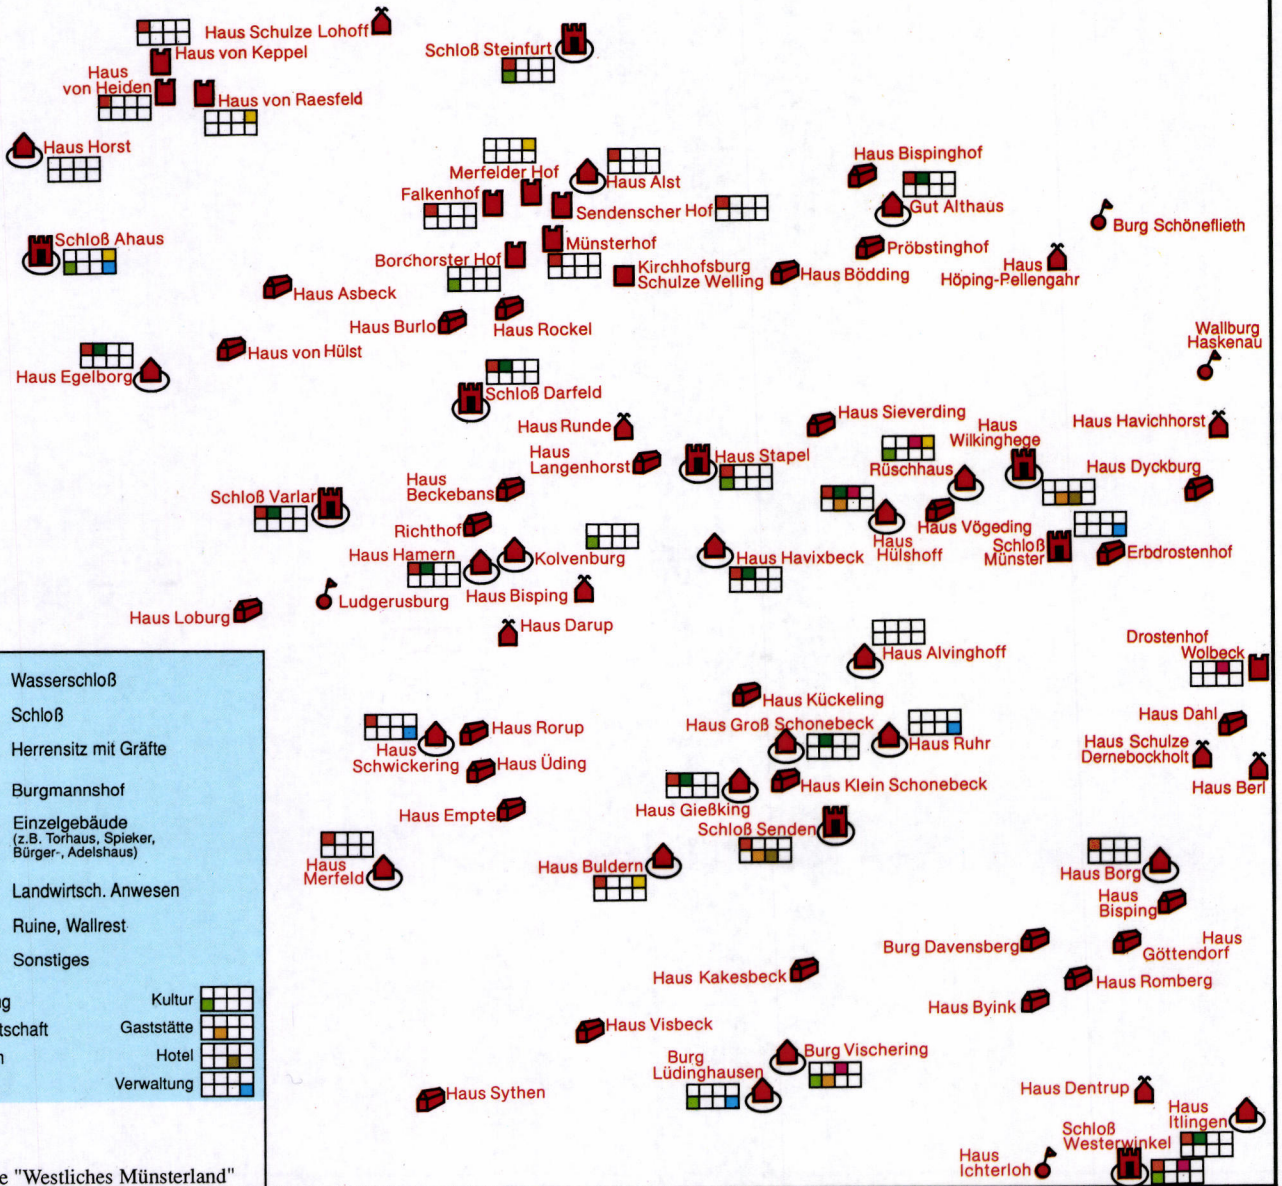 Haus Schulze Lohoff
Haus von Keppel
Haus
von Heiden
Haus von Raesfeld
Schloß Steinfurt
Haus Horst
Merfelder Hof
Haus Alst
Falkenhof
Sendenscher Hof
Haus Bispinghof
Gut Althaus
Burg Schöneflieth
Schloß Ahaus
Münsterhof
Borchorster Hof
Kirchhofsburg
Schulze Welling
Pröbstinghof
Haus Bödding
Haus
Höping-Pellengahr
Haus Asbeck
Haus Burlo
Haus Rockel
Wallburg
Haskenau
Haus von Hülst
Haus Egelborg
Schloß Darfeld
Haus Runde
Haus Sieverding
Haus
Wilkinghege
Haus Havichhorst
Haus
Langenhorst
Haus Stapel
Rüschhaus
Haus Dyckburg
Haus
Beckebans
Schloß Varlar
Richthof
Haus Vögeding
Haus
Hülshoff
Schloß
Münster
Erbdrostenhof
Haus Hamern
Kolvenburg
Haus Havixbeck
Haus Bisping
Ludgerusburg
Haus Loburg
Haus Darup
Haus Alvinghoff
Drostenhof
Wolbeck
Haus Kückeling
Haus Dahl
Haus Rorup
Haus Groß Schonebeck
Haus Ruhr
Haus Schulze
Dernebockholt
Haus
Schwickering
Haus Üding
Haus Berl
Haus Klein Schonebeck
Haus Gießking
Haus Empte
Schloß Senden
Haus
Merfeld
Haus Buldern
Haus Borg
Haus
Bisping
Burg Davensberg
Haus
Göttendorf
Haus Kakesbeck
Haus Romberg
Haus Byink
Haus Visbeck
Burg
Lüdinghausen
Burg Vischering
Haus Sythen
Haus Dentrup
Haus
Itlingen
Schloß
Westerwinkel
Haus
Ichterloh
Wasserschloß
Schloß
Herrensitz mit Gräfte
Burgmannshof
Einzelgebäude
(z.B. Torhaus, Spieker,
Bürger-, Adelshaus)
Landwirtsch. Anwesen
Ruine, Wallrest
Sonstiges
Kultur
Gaststätte
Hotel
Verwaltung
"Westliches Münsterland"